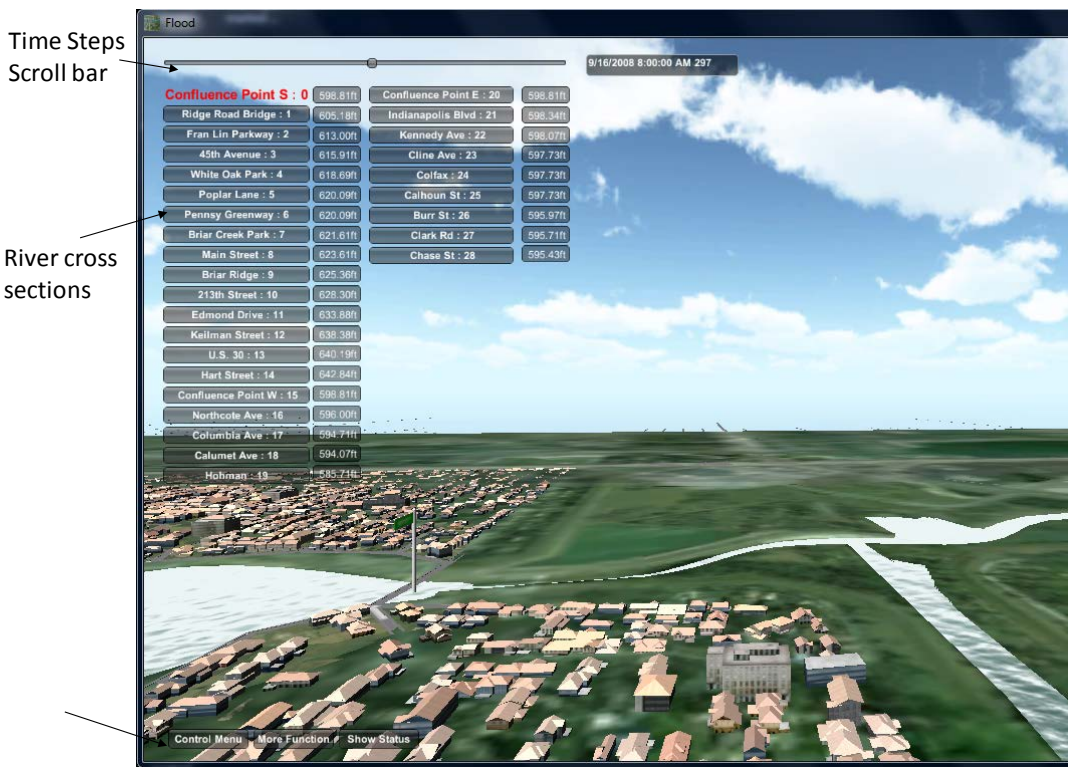 Flood
Time Steps
Scroll bar
9/16/2008 8:00:00 AM 297
Confluence Point S : 0 598.81ft
Ridge Road Bridge : 1 605.18ft
Fran Lin Parkway : 2 613.00ft
45th Avenue : 3 615.91ft
White Oak Park : 4 618.69ft
Poplar Lane : 5 620.09ft
Pennsy Greenway : 6 620.09ft
Briar Creek Park : 7 621.61ft
Main Street : 8 623.61ft
Briar Ridge : 9 625.36ft
213th Street : 10 628.30ft
Edmond Drive : 11 633.88ft
Keilman Street : 12 638.38ft
U.S. 30 : 13 640.19ft
Hart Street : 14 642.84ft
Confluence Point W : 15 598.81ft
Northcote Ave : 16 596.00ft
Columbia Ave : 17 594.71ft
Calumet Ave : 18 594.07ft
Hohman : 19 585.71ft
Confluence Point E : 20 598.81ft
Indianapolis Blvd : 21 598.34ft
Kennedy Ave : 22 598.07ft
Cline Ave : 23 597.73ft
Colfax : 24 597.73ft
Calhoun St : 25 597.73ft
Burr St : 26 595.97ft
Clark Rd : 27 595.71ft
Chase St : 28 595.43ft
River cross
sections
Control Menu More Function. Show Status